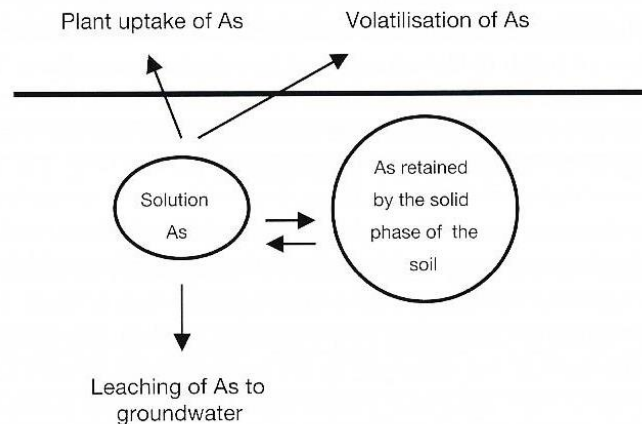 Plant uptake of As
Volatilisation of As
Solution
As
As retained
by the solid
phase of the
soil
Leaching of As to
groundwater